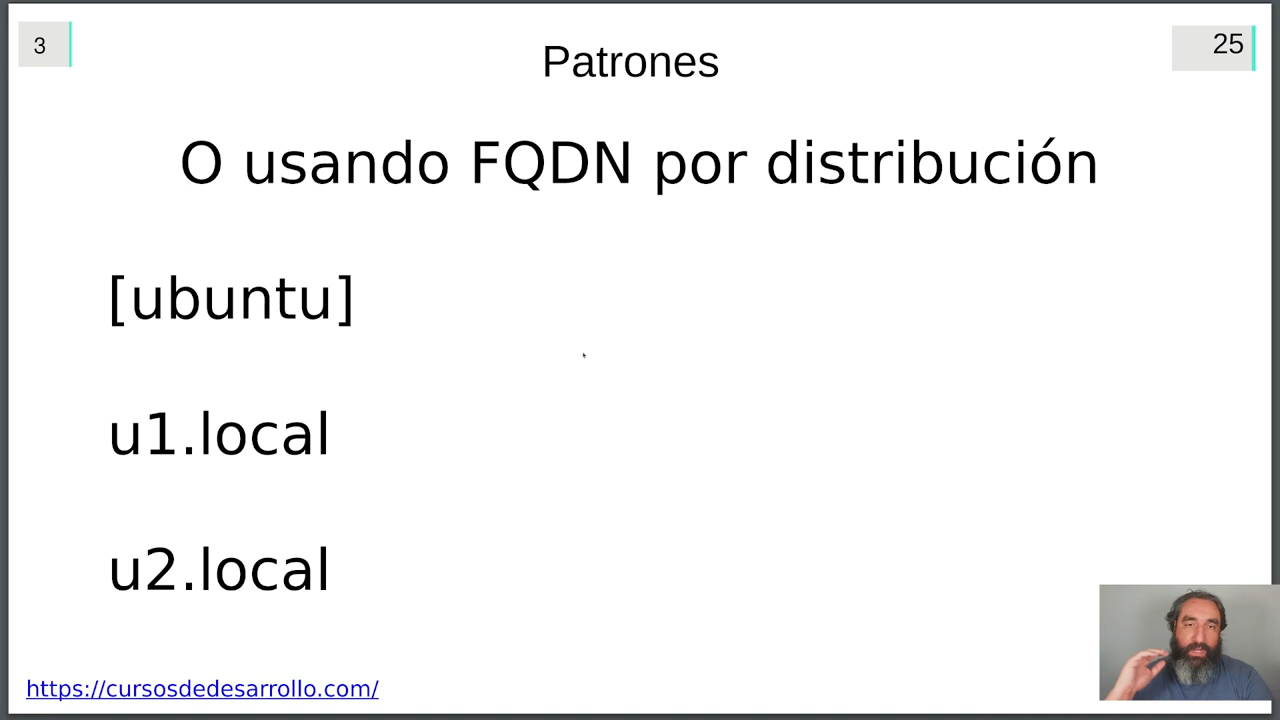 3
Patrones
25
O usando FQDN por distribución
[ubuntu]
u1.local
u2.local
https://cursosdedesarrollo.com/